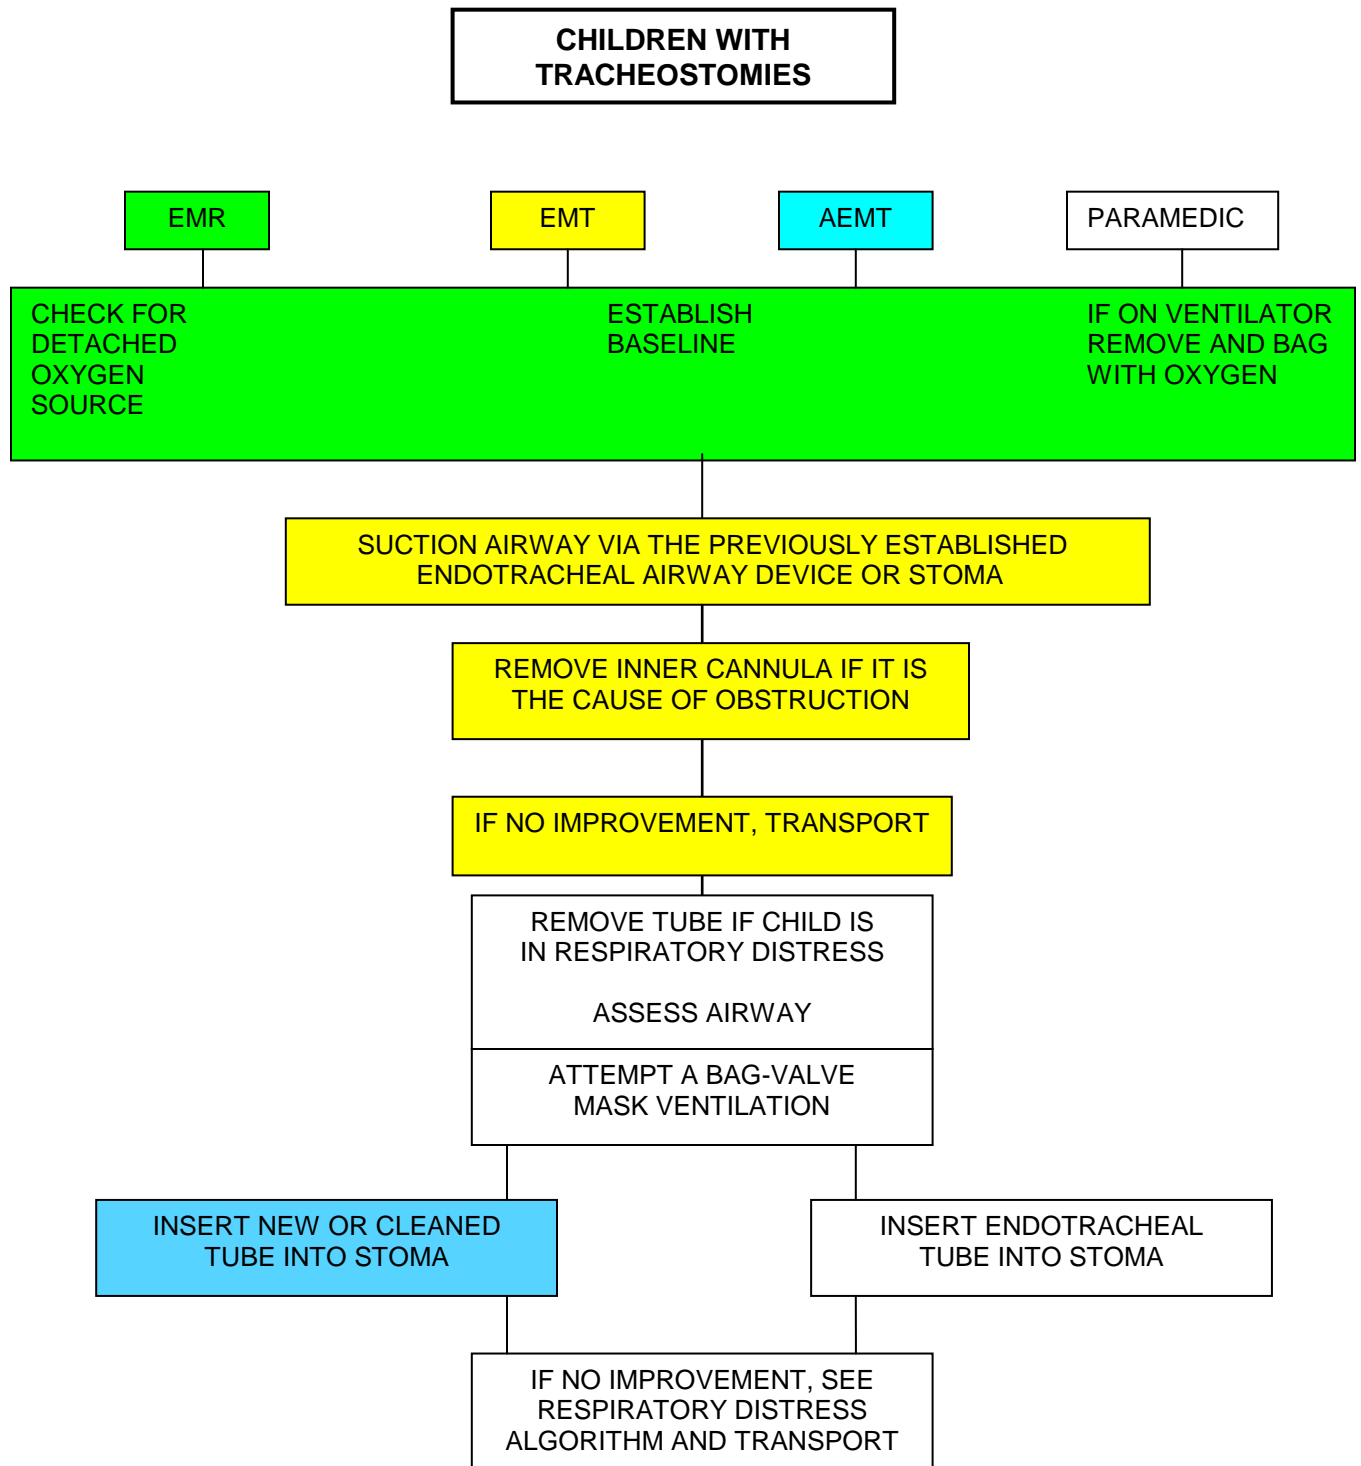 CHILDREN WITH
TRACHEOSTOMIES
EMR
EMT
AEMT
PARAMEDIC
CHECK FOR
DETACHED
OXYGEN
SOURCE
ESTABLISH
BASELINE
IF ON VENTILATOR
REMOVE AND BAG
WITH OXYGEN
SUCTION AIRWAY VIA THE PREVIOUSLY ESTABLISHED
ENDOTRACHEAL AIRWAY DEVICE OR STOMA
REMOVE INNER CANNULA IF IT IS
THE CAUSE OF OBSTRUCTION
IF NO IMPROVEMENT, TRANSPORT
REMOVE TUBE IF CHILD IS
IN RESPIRATORY DISTRESS
ASSESS AIRWAY
ATTEMPT A BAG-VALVE
MASK VENTILATION
INSERT NEW OR CLEANED
TUBE INTO STOMA
INSERT ENDOTRACHEAL
TUBE INTO STOMA
IF NO IMPROVEMENT, SEE
RESPIRATORY DISTRESS
ALGORITHM AND TRANSPORT